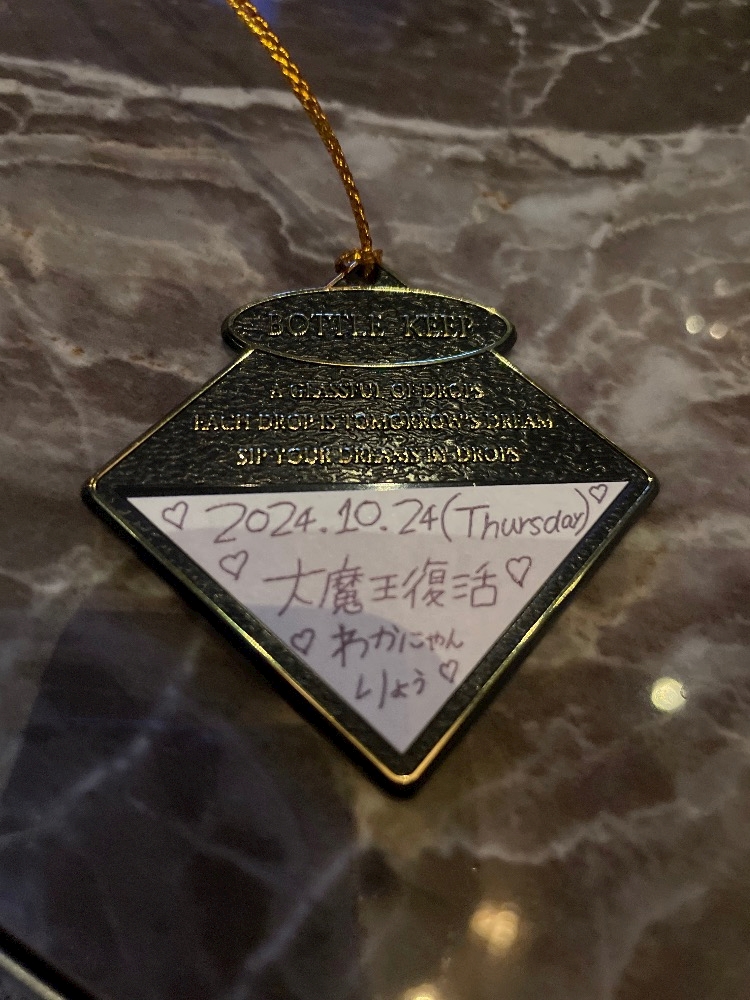 BOTTLE KEEP
A GLASSFUL OF DROPS
EACH DROP IS TOMORROW'S DREAM
SIP YOUR DREAMS IN DROPS
♡ 2024.10.24(Thursday) ♡
♡ 大魔王復活 ♡
♡ わかにゃん
りょう ♡